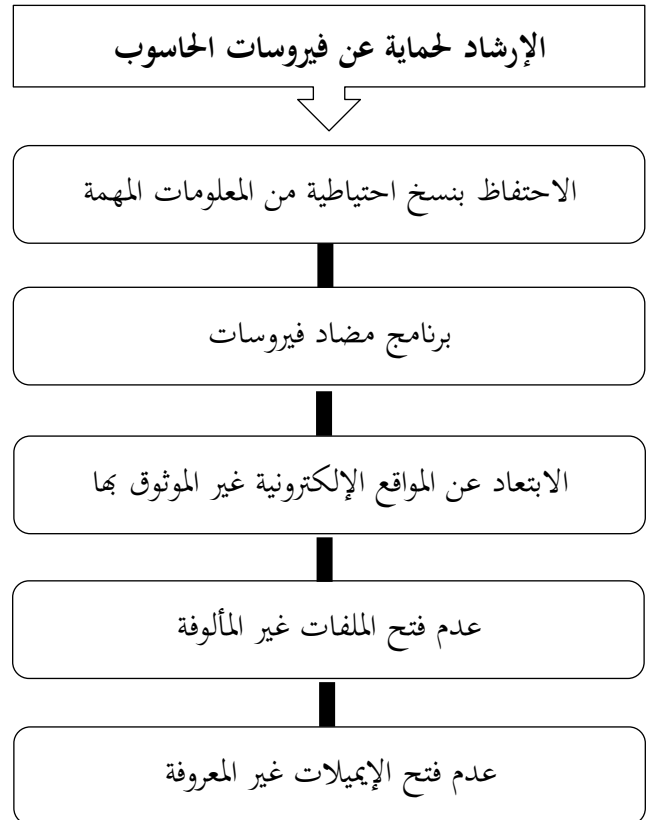 الإرشاد لحماية عن فيروسات الحاسوب
الاحتفاظ بنسخ احتياطية من المعلومات المهمة
برنامج مضاد فيروسات
الابتعاد عن المواقع الإلكترونية غير الموثوق بها
عدم فتح الملفات غير المألوفة
عدم فتح الإيميلات غير المعروفة